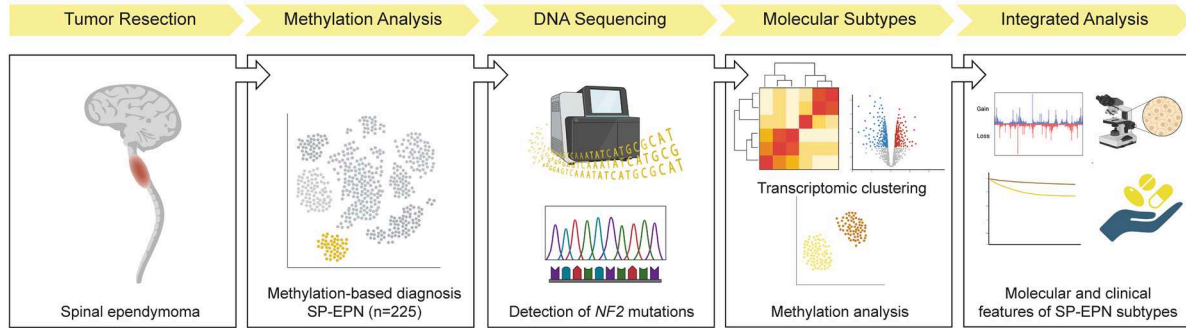 Tumor Resection
Methylation Analysis
DNA Sequencing
Molecular Subtypes
Integrated Analysis
Spinal ependymoma
Methylation-based diagnosis
SP-EPN (n=225)
Detection of NF2 mutations
Transcriptomic clustering
Methylation analysis
Gain
Loss
Molecular and clinical
features of SP-EPN subtypes